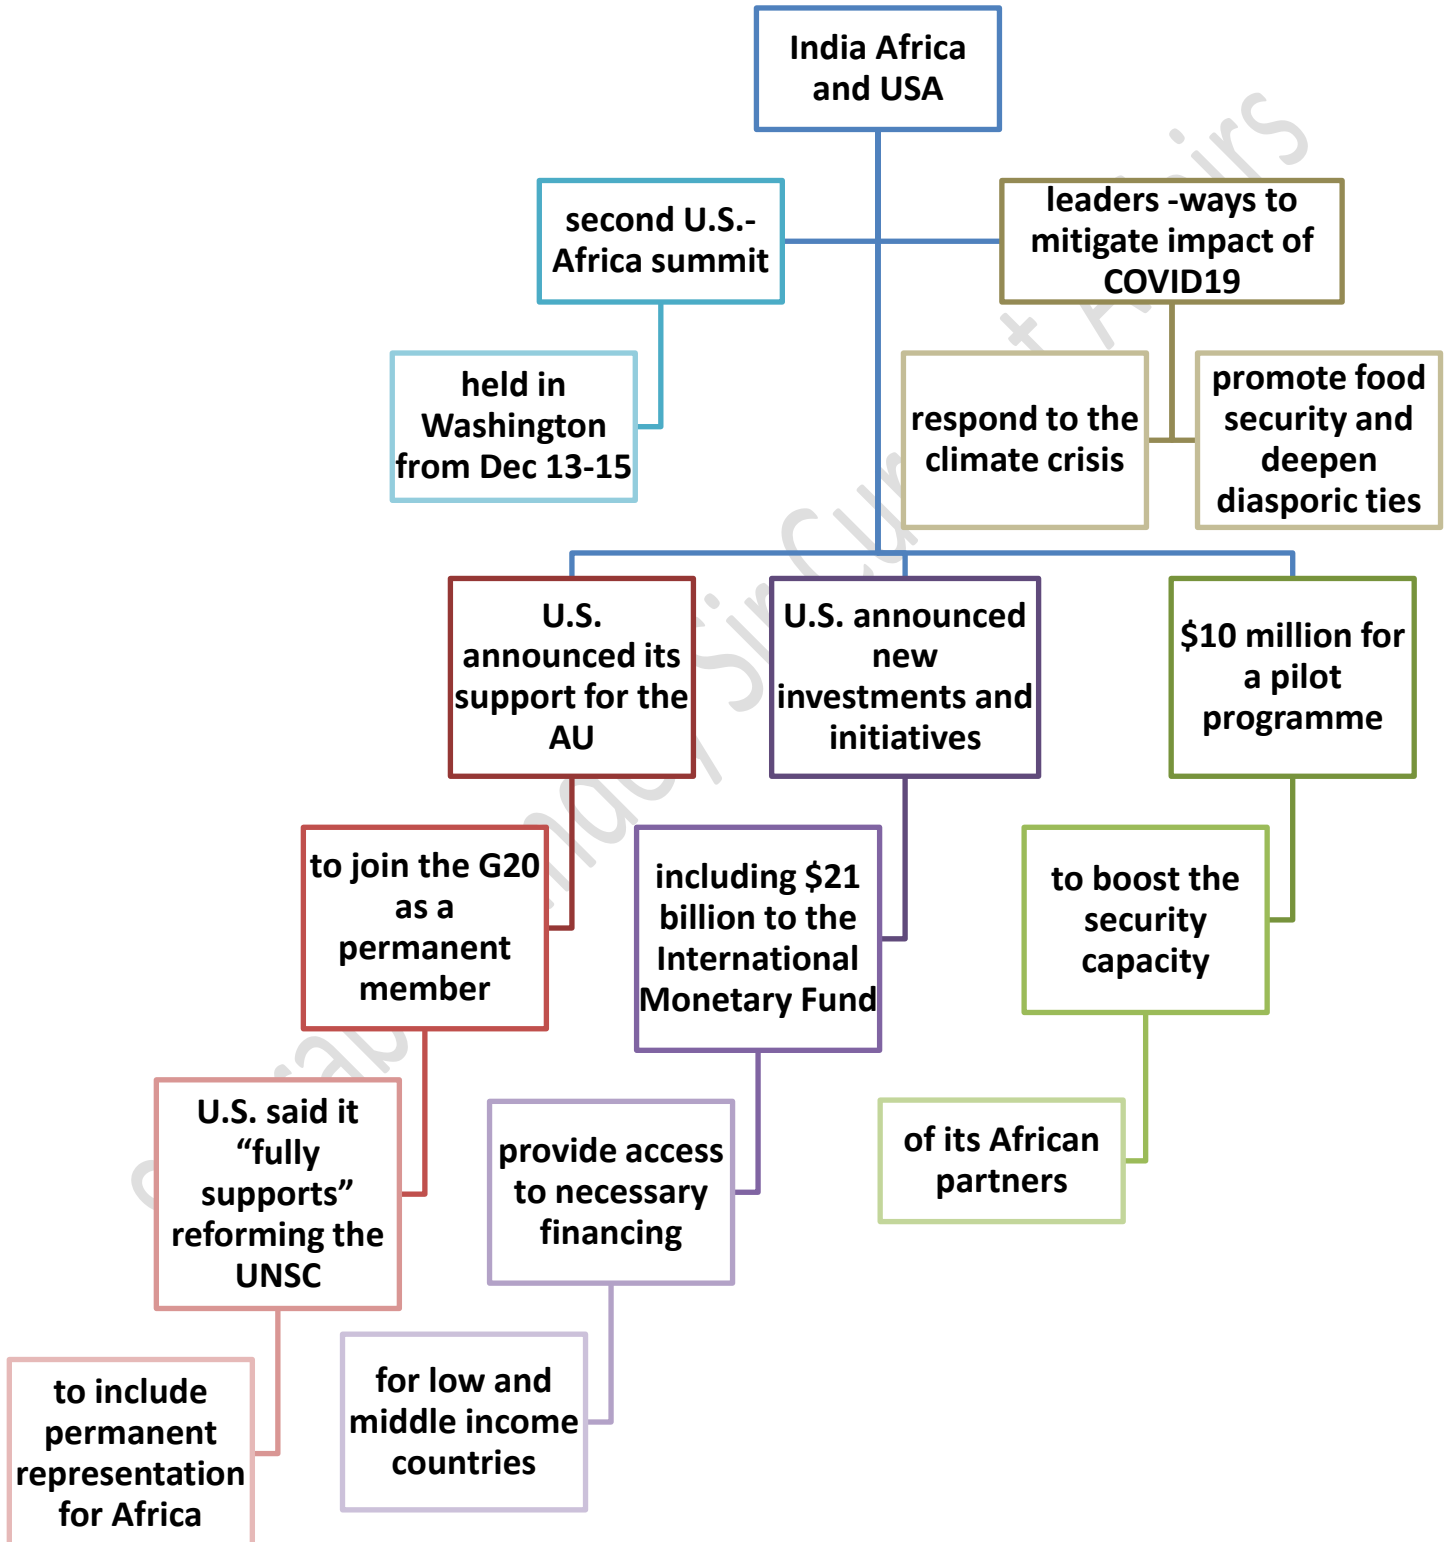 India Africa
and USA
second U.S.-
Africa summit
leaders -ways to
mitigate impact of
COVID19
held in
Washington
from Dec 13-15
respond to the
climate crisis
promote food
security and
deepen
diasporic ties
U.S.
announced its
support for the
AU
U.S. announced
new
investments and
initiatives
$10 million for
a pilot
programme
to join the G20
as a
permanent
member
including $21
billion to the
International
Monetary Fund
to boost the
security
capacity
U.S. said it
“fully
supports”
reforming the
UNSC
provide access
to necessary
financing
of its African
partners
to include
permanent
representation
for Africa
for low and
middle income
countries
Sir